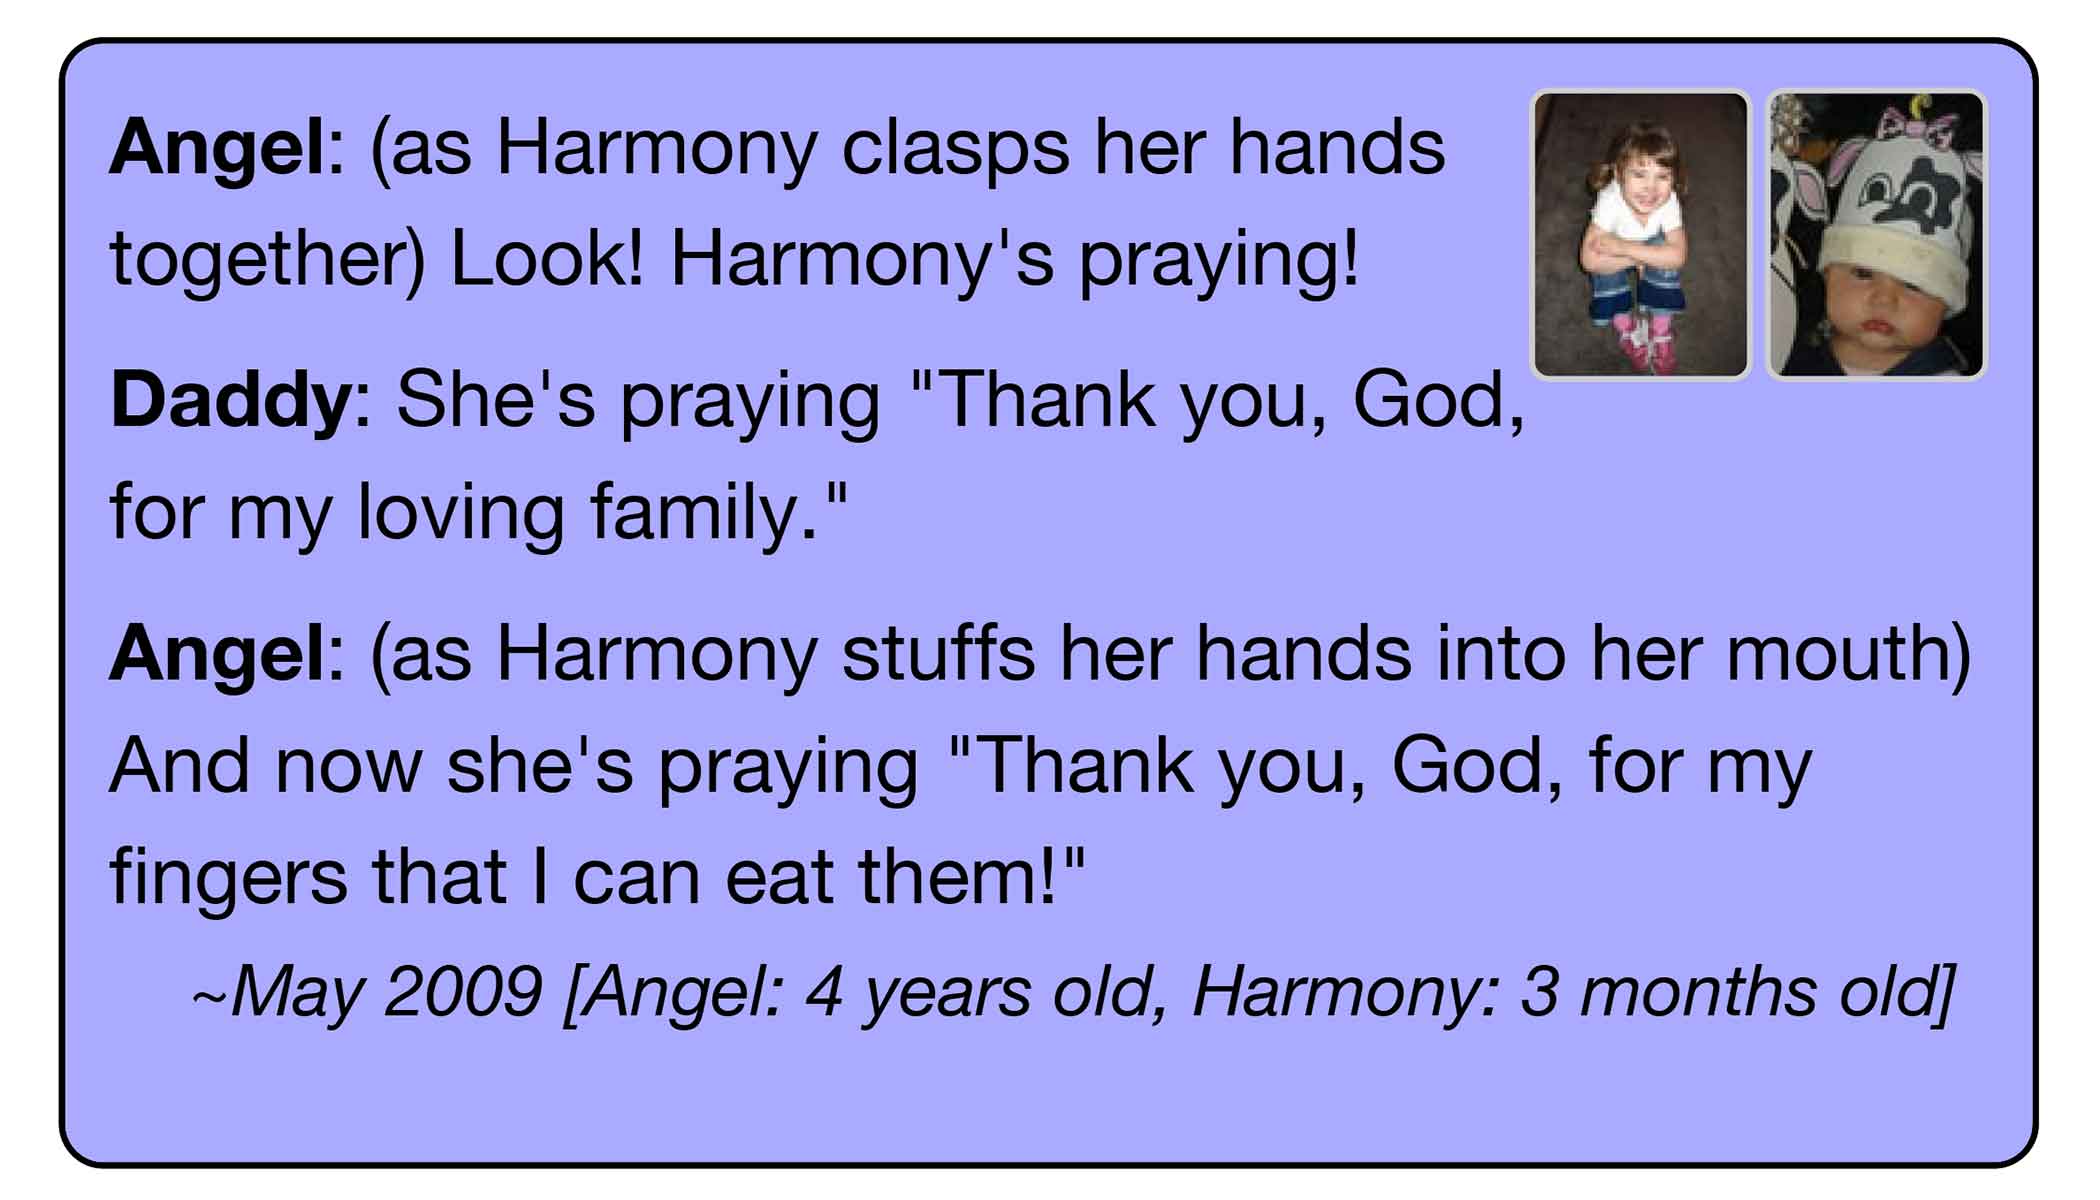 Angel: (as Harmony clasps her hands
together) Look! Harmony's praying!
Daddy: She's praying "Thank you, God,
for my loving family."
Angel: (as Harmony stuffs her hands into her mouth)
And now she's praying "Thank you, God, for my
fingers that I can eat them!"
~May 2009 [Angel: 4 years old, Harmony: 3 months old]